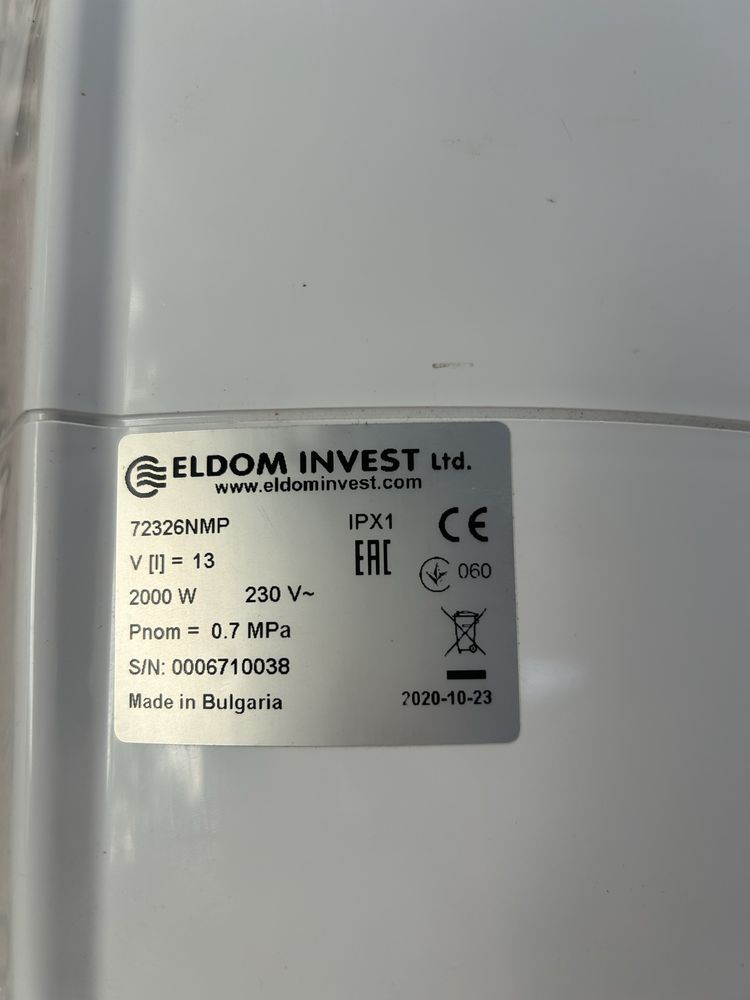 ELDOM INVEST Ltd.
www.eldominvest.com
72326NMP IPX1 CE
V [l] = 13 EAC
060
2000 W 230 V~
Pnom = 0.7 MPa
S/N: 0006710038
Made in Bulgaria 2020-10-23